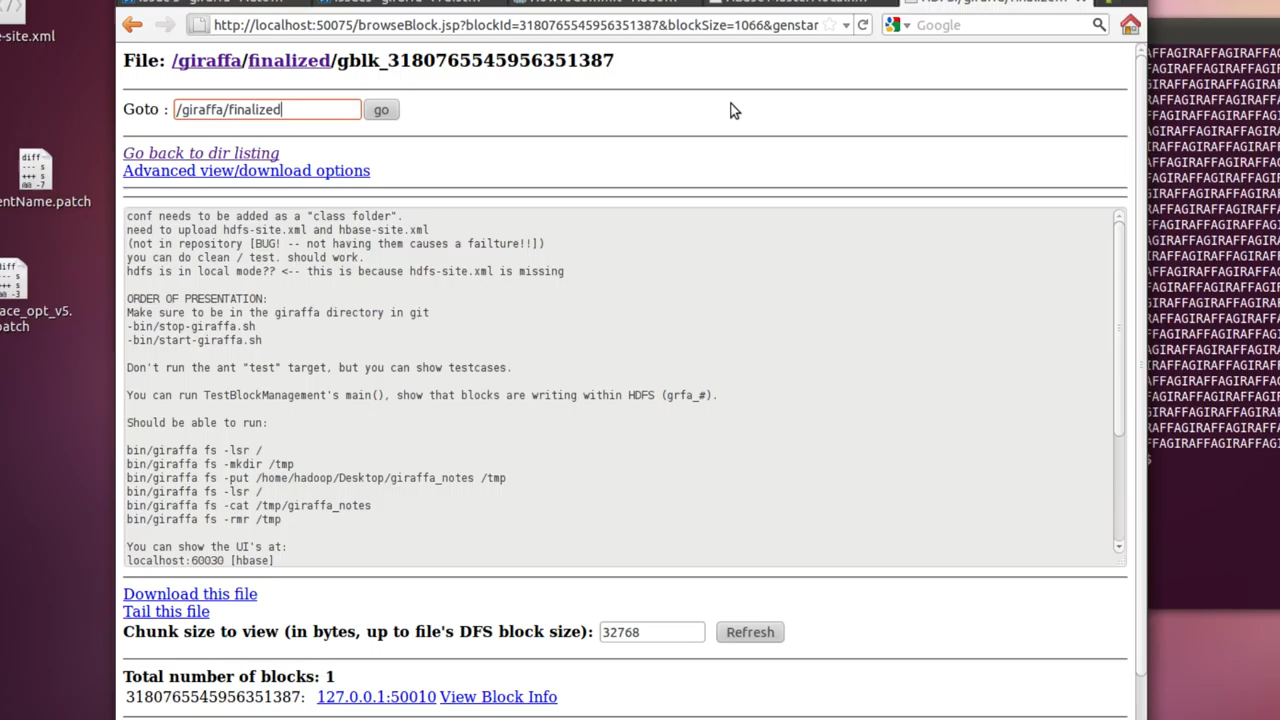 http://localhost:50075/browseBlock.jsp?blockId=3180765545956351387&blockSize=1066&genstar
Google
e-site.xml
File: /giraffa/finalized/gblk_3180765545956351387
Goto : /giraffa/finalized go
Go back to dir listing
Advanced view/download options
diff
--- s
+++ s
@@ -7
entName.patch
diff
--- s
+++ s
@@ -3
ace_opt_v5.
patch
conf needs to be added as a "class folder".
need to upload hdfs-site.xml and hbase-site.xml
(not in repository [BUG! -- not having them causes a failture!!])
you can do clean / test. should work.
hdfs is in local mode?? <-- this is because hdfs-site.xml is missing
ORDER OF PRESENTATION:
Make sure to be in the giraffa directory in git
-bin/stop-giraffa.sh
-bin/start-giraffa.sh
Don't run the ant "test" target, but you can show testcases.
You can run TestBlockManagement's main(), show that blocks are writing within HDFS (grfa_#).
Should be able to run:
bin/giraffa fs -lsr /
bin/giraffa fs -mkdir /tmp
bin/giraffa fs -put /home/hadoop/Desktop/giraffa_notes /tmp
bin/giraffa fs -lsr /
bin/giraffa fs -cat /tmp/giraffa_notes
bin/giraffa fs -rmr /tmp
You can show the UI's at:
localhost:60030 [hbase]
Download this file
Tail this file
Chunk size to view (in bytes, up to file's DFS block size): 32768 Refresh
Total number of blocks: 1
3180765545956351387: 127.0.0.1:50010 View Block Info